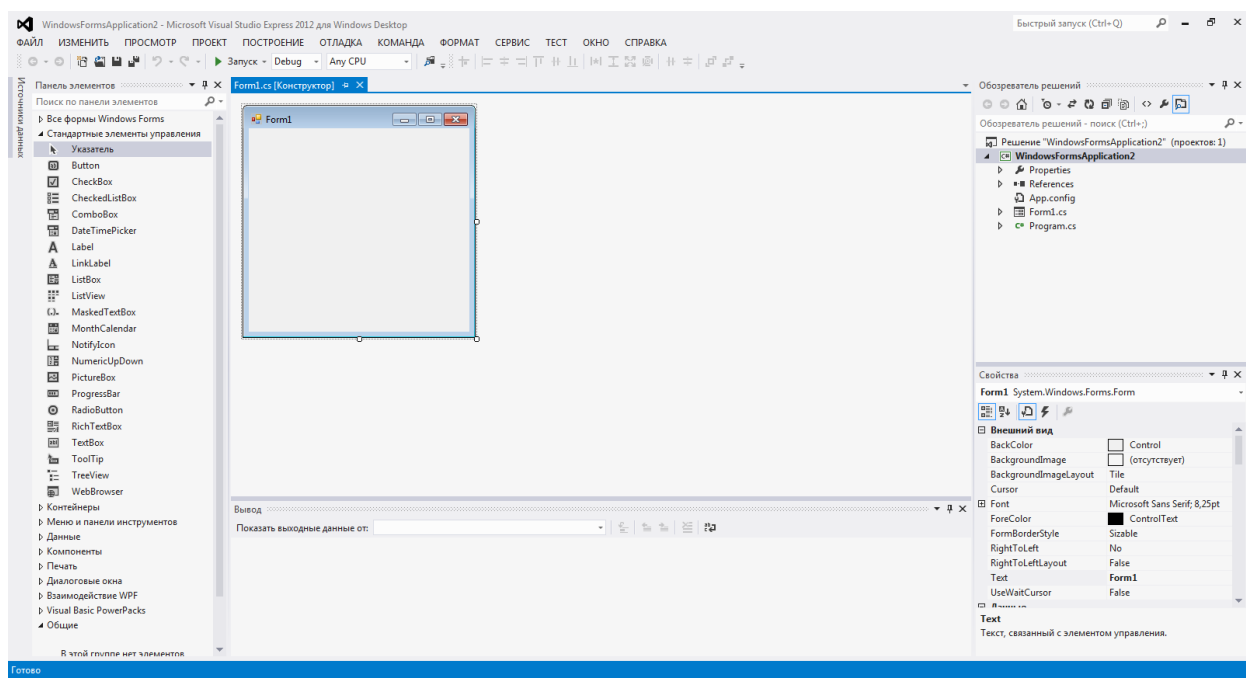 WindowsFormsApplication2 - Microsoft Visual Studio Express 2012 для Windows Desktop
Быстрый запуск (Ctrl+Q)
ФАЙЛ ИЗМЕНИТЬ ПРОСМОТР ПРОЕКТ ПОСТРОЕНИЕ ОТЛАДКА КОМАНДА ФОРМАТ СЕРВИС ТЕСТ ОКНО СПРАВКА
Запуск Debug Any CPU
Источники данных
Панель элементов
Поиск по панели элементов
Все формы Windows Forms
Стандартные элементы управления
Указатель
Button
CheckBox
CheckedListBox
ComboBox
DateTimePicker
Label
LinkLabel
ListBox
ListView
MaskedTextBox
MonthCalendar
NotifyIcon
NumericUpDown
PictureBox
ProgressBar
RadioButton
RichTextBox
TextBox
ToolTip
TreeView
WebBrowser
Контейнеры
Меню и панели инструментов
Данные
Компоненты
Печать
Диалоговые окна
Взаимодействие WPF
Visual Basic PowerPacks
Общие
В этой группе нет элементов
Form1.cs [Конструктор]
Form1
Вывод
Показать выходные данные от:
Обозреватель решений
Обозреватель решений - поиск (Ctrl+;)
Решение "WindowsFormsApplication2" (проектов: 1)
WindowsFormsApplication2
Properties
References
App.config
Form1.cs
Program.cs
Свойства
Form1 System.Windows.Forms.Form
Внешний вид
BackColor Control
BackgroundImage (отсутствует)
BackgroundImageLayout Tile
Cursor Default
Font Microsoft Sans Serif; 8,25pt
ForeColor ControlText
FormBorderStyle Sizable
RightToLeft No
RightToLeftLayout False
Text Form1
UseWaitCursor False
Данные
Text
Текст, связанный с элементом управления.
Готово